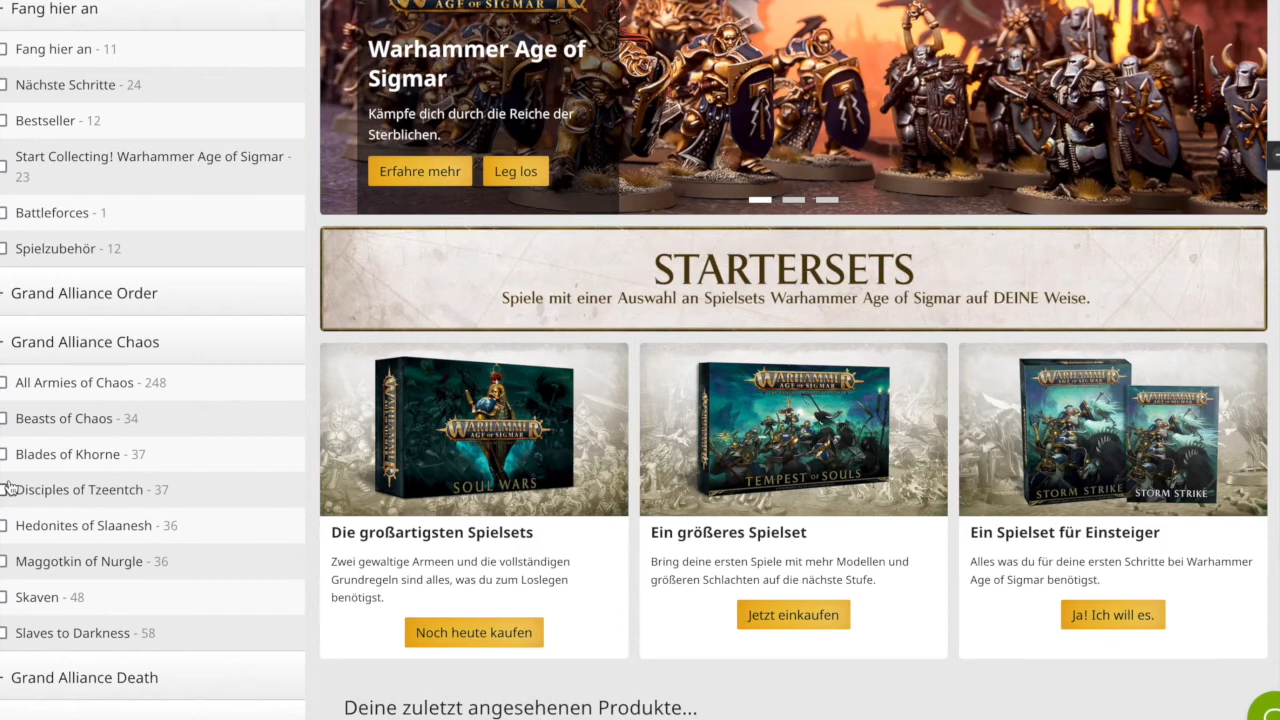 Fang hier an
Fang hier an - 11
Nächste Schritte - 24
Bestseller - 12
Start Collecting! Warhammer Age of Sigmar -
23
Battleforces - 1
Spielzubehör - 12
Grand Alliance Order
Grand Alliance Chaos
All Armies of Chaos - 248
Beasts of Chaos - 34
Blades of Khorne - 37
Disciples of Tzeentch - 37
Hedonites of Slaanesh - 36
Maggotkin of Nurgle - 36
Skaven - 48
Slaves to Darkness - 58
Grand Alliance Death
Warhammer Age of
Sigmar
Kämpfe dich durch die Reiche der
Sterblichen.
Erfahre mehr
Leg los
STARTERSETS
Spiele mit einer Auswahl an Spielsets Warhammer Age of Sigmar auf DEINE Weise.
WARHAMMER
AGE OF SIGMAR
SOUL WARS
Die großartigsten Spielsets
Zwei gewaltige Armeen und die vollständigen
Grundregeln sind alles, was du zum Loslegen
benötigst.
Noch heute kaufen
WARHAMMER
AGE OF SIGMAR
TEMPEST OF SOULS
Ein größeres Spielset
Bring deine ersten Spiele mit mehr Modellen und
größeren Schlachten auf die nächste Stufe.
Jetzt einkaufen
WARHAMMER
AGE OF SIGMAR
STORM STRIKE
WARHAMMER
AGE OF SIGMAR
STORM STRIKE
Ein Spielset für Einsteiger
Alles was du für deine ersten Schritte bei Warhammer
Age of Sigmar benötigst.
Ja! Ich will es.
Deine zuletzt angesehenen Produkte...